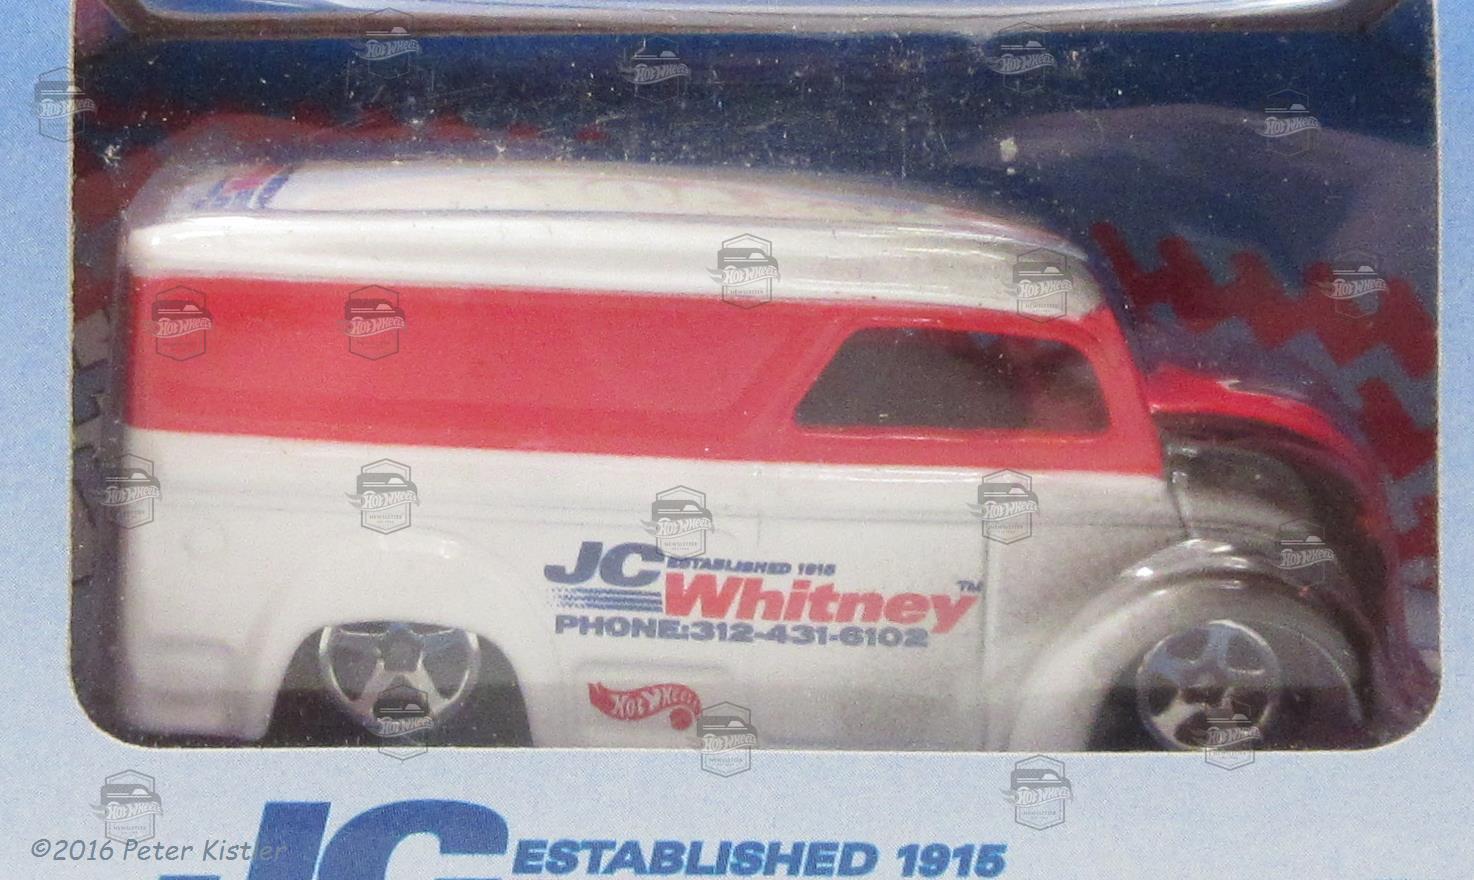 JC ESTABLISHED 1915
Whitney™
PHONE:312-431-6102
Hot Wheels
JC ESTABLISHED 1915
©2016 Peter Kistler